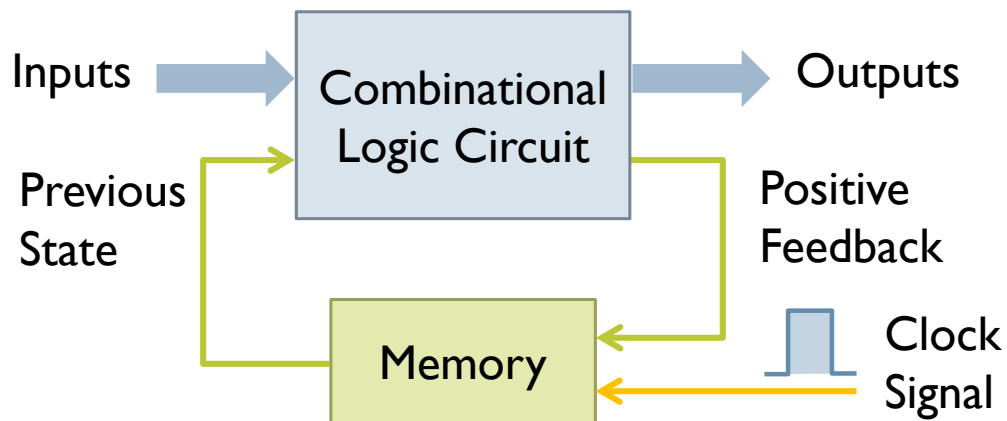 Inputs
Combinational
Logic Circuit
Outputs
Previous
State
Positive
Feedback
Memory
Clock
Signal